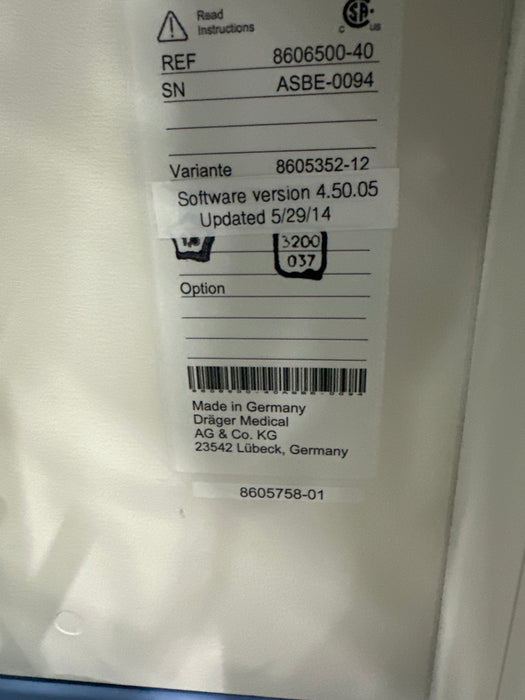 Read
Instructions
c us
REF 8606500-40
SN ASBE-0094
Variante 8605352-12
Software version 4.50.05
Updated 5/29/14
3200
037
Option
Made in Germany
Dräger Medical
AG & Co. KG
23542 Lübeck, Germany
8605758-01